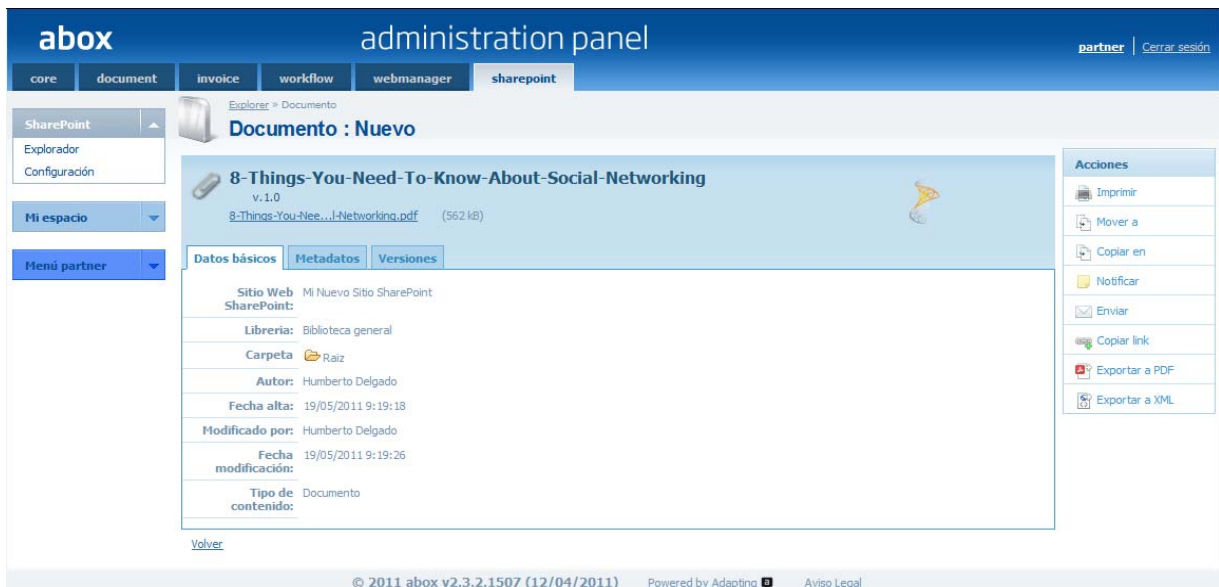 abox
administration panel
partner
Cerrar sesión
core
document
invoice
workflow
webmanager
sharepoint
SharePoint
Explorador
Configuración
Mi espacio
Menú partner
Explorer » Documento
Documento : Nuevo
8-Things-You-Need-To-Know-About-Social-Networking
v.1.0
8-Things-You-Nee...l-Networking.pdf (562 kB)
Datos básicos
Metadatos
Versiones
Sitio Web SharePoint: Mi Nuevo Sitio SharePoint
Libreria: Biblioteca general
Carpeta Raiz
Autor: Humberto Delgado
Fecha alta: 19/05/2011 9:19:18
Modificado por: Humberto Delgado
Fecha modificación: 19/05/2011 9:19:26
Tipo de contenido: Documento
Volver
Acciones
Imprimir
Mover a
Copiar en
Notificar
Enviar
Copiar link
Exportar a PDF
Exportar a XML
© 2011 abox v2.3.2.1507 (12/04/2011) Powered by Adapting Aviso Legal